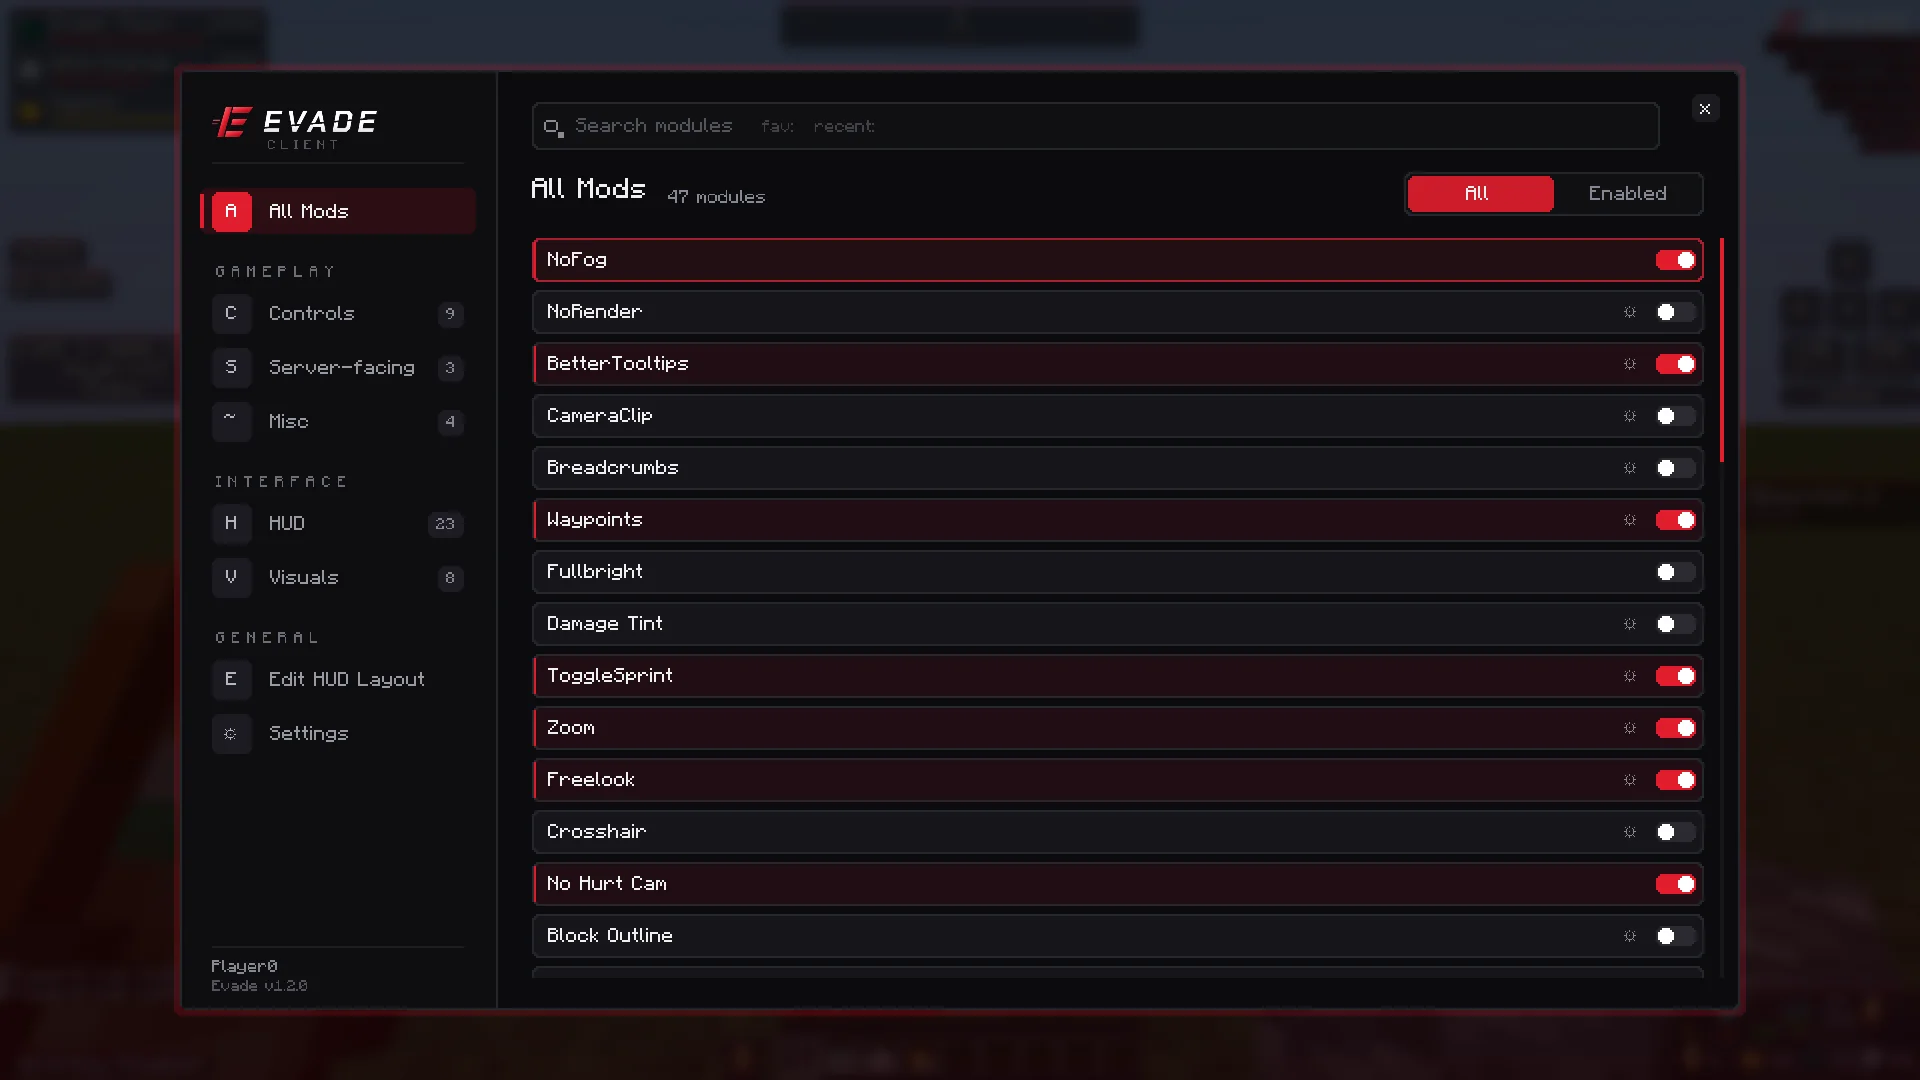 EVADE
CLIENT
A All Mods
GAMEPLAY
C Controls 9
S Server-facing 3
~ Misc 4
INTERFACE
H HUD 23
V Visuals 8
GENERAL
E Edit HUD Layout
Settings
Player0
Evade v1.2.0
Search modules fav: recent:
All Mods 47 modules
All Enabled
NoFog
NoRender
BetterTooltips
CameraClip
Breadcrumbs
Waypoints
Fullbright
Damage Tint
ToggleSprint
Zoom
Freelook
Crosshair
No Hurt Cam
Block Outline